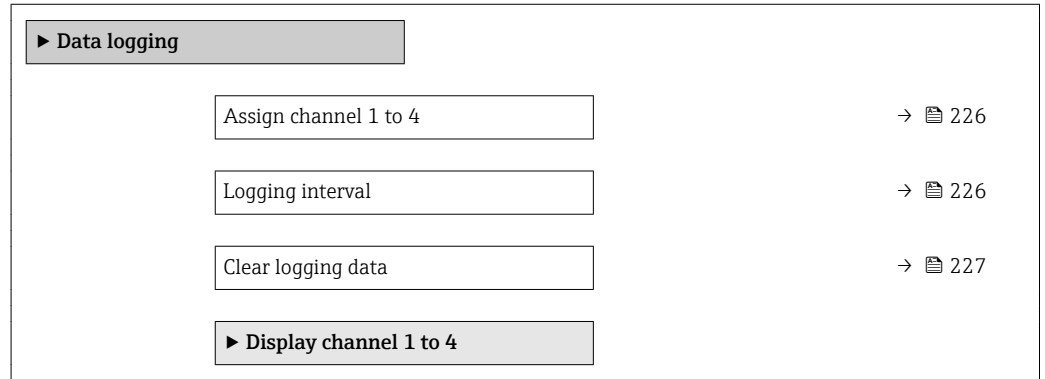 ▶ Data logging
Assign channel 1 to 4 → 226
Logging interval → 226
Clear logging data → 227
▶ Display channel 1 to 4